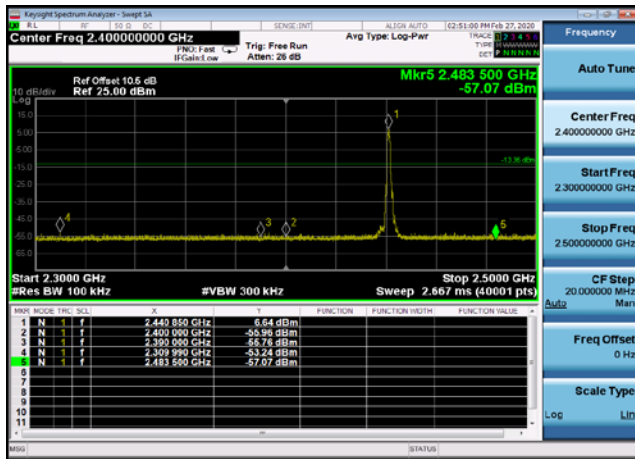 Keysight Spectrum Analyzer - Swept SA
RL RF 50 Ω DC SENSE:INT ALIGN AUTO 02:51:00 PM Feb 27, 2020
Center Freq 2.400000000 GHz
PNO: Fast
IFGain:Low
Trig: Free Run
Atten: 26 dB
Avg Type: Log-Pwr
TRACE 1 2 3 4 5 6
TYPE
DET P N N N N N
Ref Offset 10.6 dB
10 dB/div Ref 25.00 dBm
Mkr5 2.483 500 GHz
-57.07 dBm
Log
15.0
5.00
-5.00
-15.0
-25.0
-35.0
-45.0
-55.0
-65.0
1
-13.36 dBm
4
3
2
5
Start 2.3000 GHz
Stop 2.5000 GHz
#Res BW 100 kHz
#VBW 300 kHz
Sweep 2.667 ms (40001 pts)
MKR MODE TRC SCL X Y FUNCTION FUNCTION WIDTH FUNCTION VALUE
1 N 1 f 2.440 850 GHz 6.64 dBm
2 N 1 f 2.400 000 GHz -55.96 dBm
3 N 1 f 2.390 000 GHz -55.76 dBm
4 N 1 f 2.309 990 GHz -53.24 dBm
5 N 1 f 2.483 500 GHz -57.07 dBm
6
7
8
9
10
11
MSG
STATUS
Frequency
Auto Tune
Center Freq
2.400000000 GHz
Start Freq
2.300000000 GHz
Stop Freq
2.500000000 GHz
CF Step
20.000000 MHz
Auto Man
Freq Offset
0 Hz
Scale Type
Log Lin